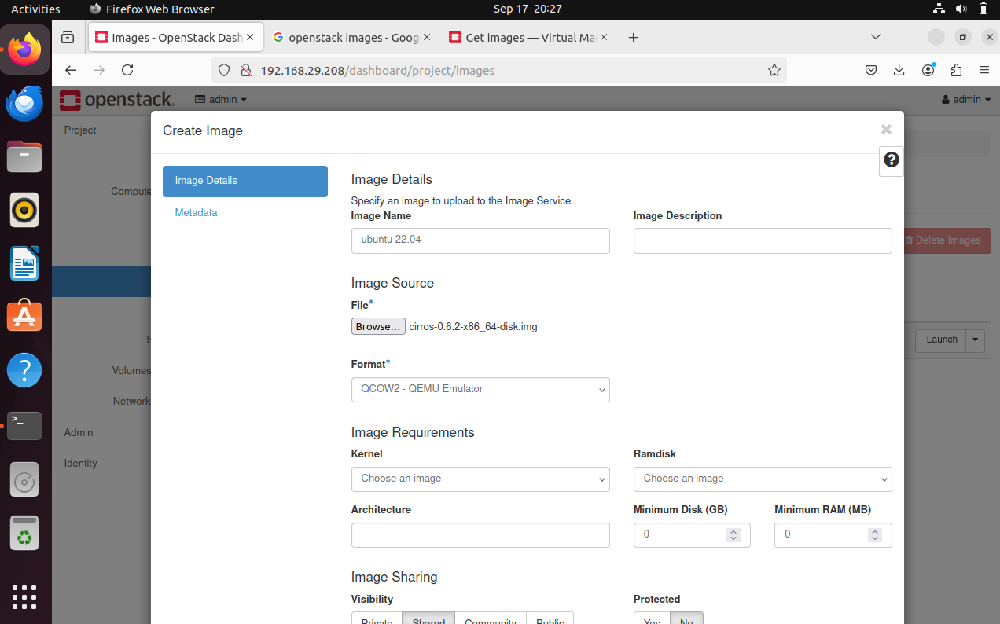 Activities Firefox Web Browser Sep 17 20:27
Images - OpenStack Dash openstack images - Goog Get images — Virtual Ma
192.168.29.208/dashboard/project/images
openstack. admin admin
Create Image
Project
Compute
Volumes
Network
Admin
Identity
Image Details
Metadata
Image Details
Specify an image to upload to the Image Service.
Image Name Image Description
ubuntu 22.04
Delete Images
Image Source
File*
Browse... cirros-0.6.2-x86_64-disk.img
Launch
Format*
QCOW2 - QEMU Emulator
Image Requirements
Kernel Ramdisk
Choose an image Choose an image
Architecture Minimum Disk (GB) Minimum RAM (MB)
0 0
Image Sharing
Visibility Protected
Private Shared Community Public Yes No